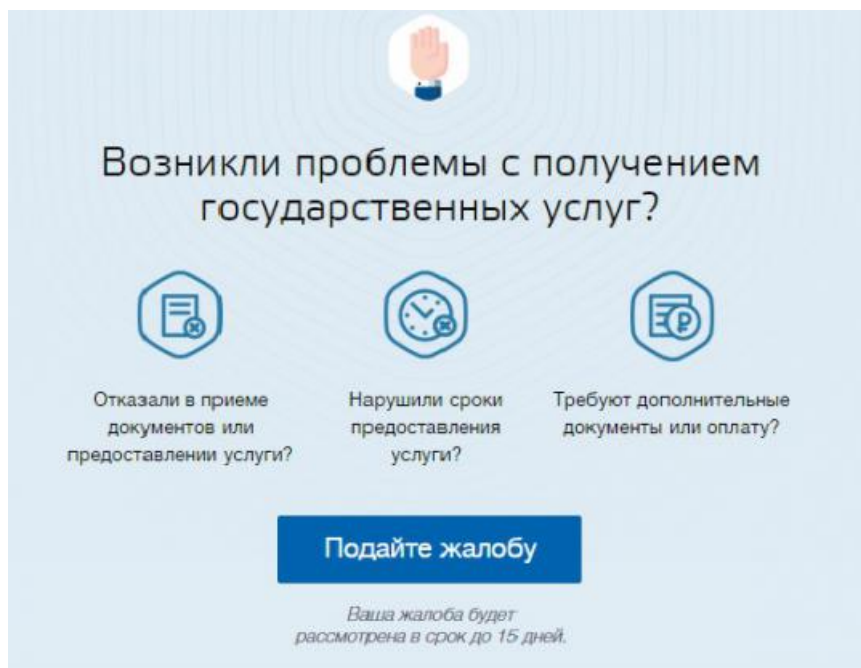 Возникли проблемы с получением
государственных услуг?
Отказали в приеме
документов или
предоставлении услуги?
Нарушили сроки
предоставления
услуги?
Требуют дополнительные
документы или оплату?
Подайте жалобу
Ваша жалоба будет
рассмотрена в срок до 15 дней.